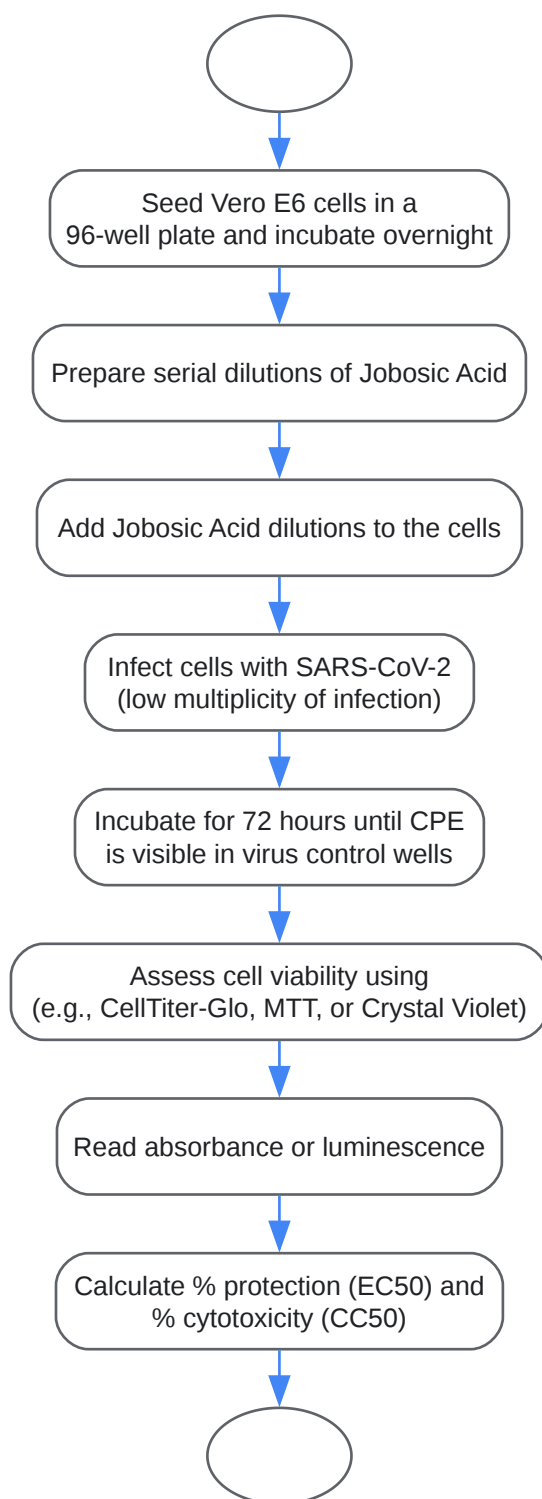 Seed Vero E6 cells in a
96-well plate and incubate overnight
Prepare serial dilutions of Jobosic Acid
Add Jobosic Acid dilutions to the cells
Infect cells with SARS-CoV-2
(low multiplicity of infection)
Incubate for 72 hours until CPE
is visible in virus control wells
Assess cell viability using
(e.g., CellTiter-Glo, MTT, or Crystal Violet)
Read absorbance or luminescence
Calculate % protection (EC50) and
% cytotoxicity (CC50)